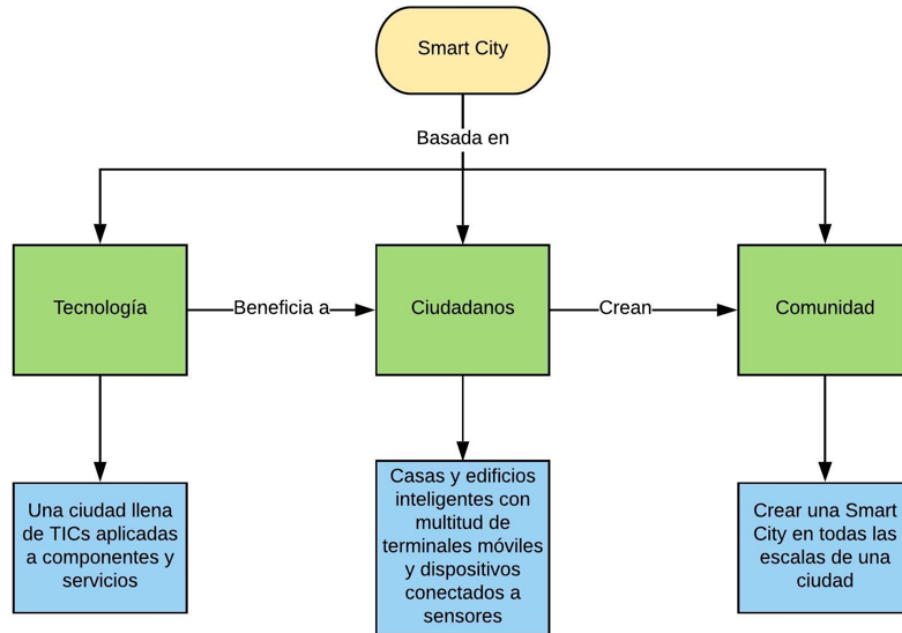 Smart City
Basada en
Tecnología
Beneficia a
Ciudadanos
Crean
Comunidad
Una ciudad llena
de TICs aplicadas
a componentes y
servicios
Casas y edificios
inteligentes con
multitud de
terminales móviles
y dispositivos
conectados a
sensores
Crear una Smart
City en todas las
escalas de una
ciudad